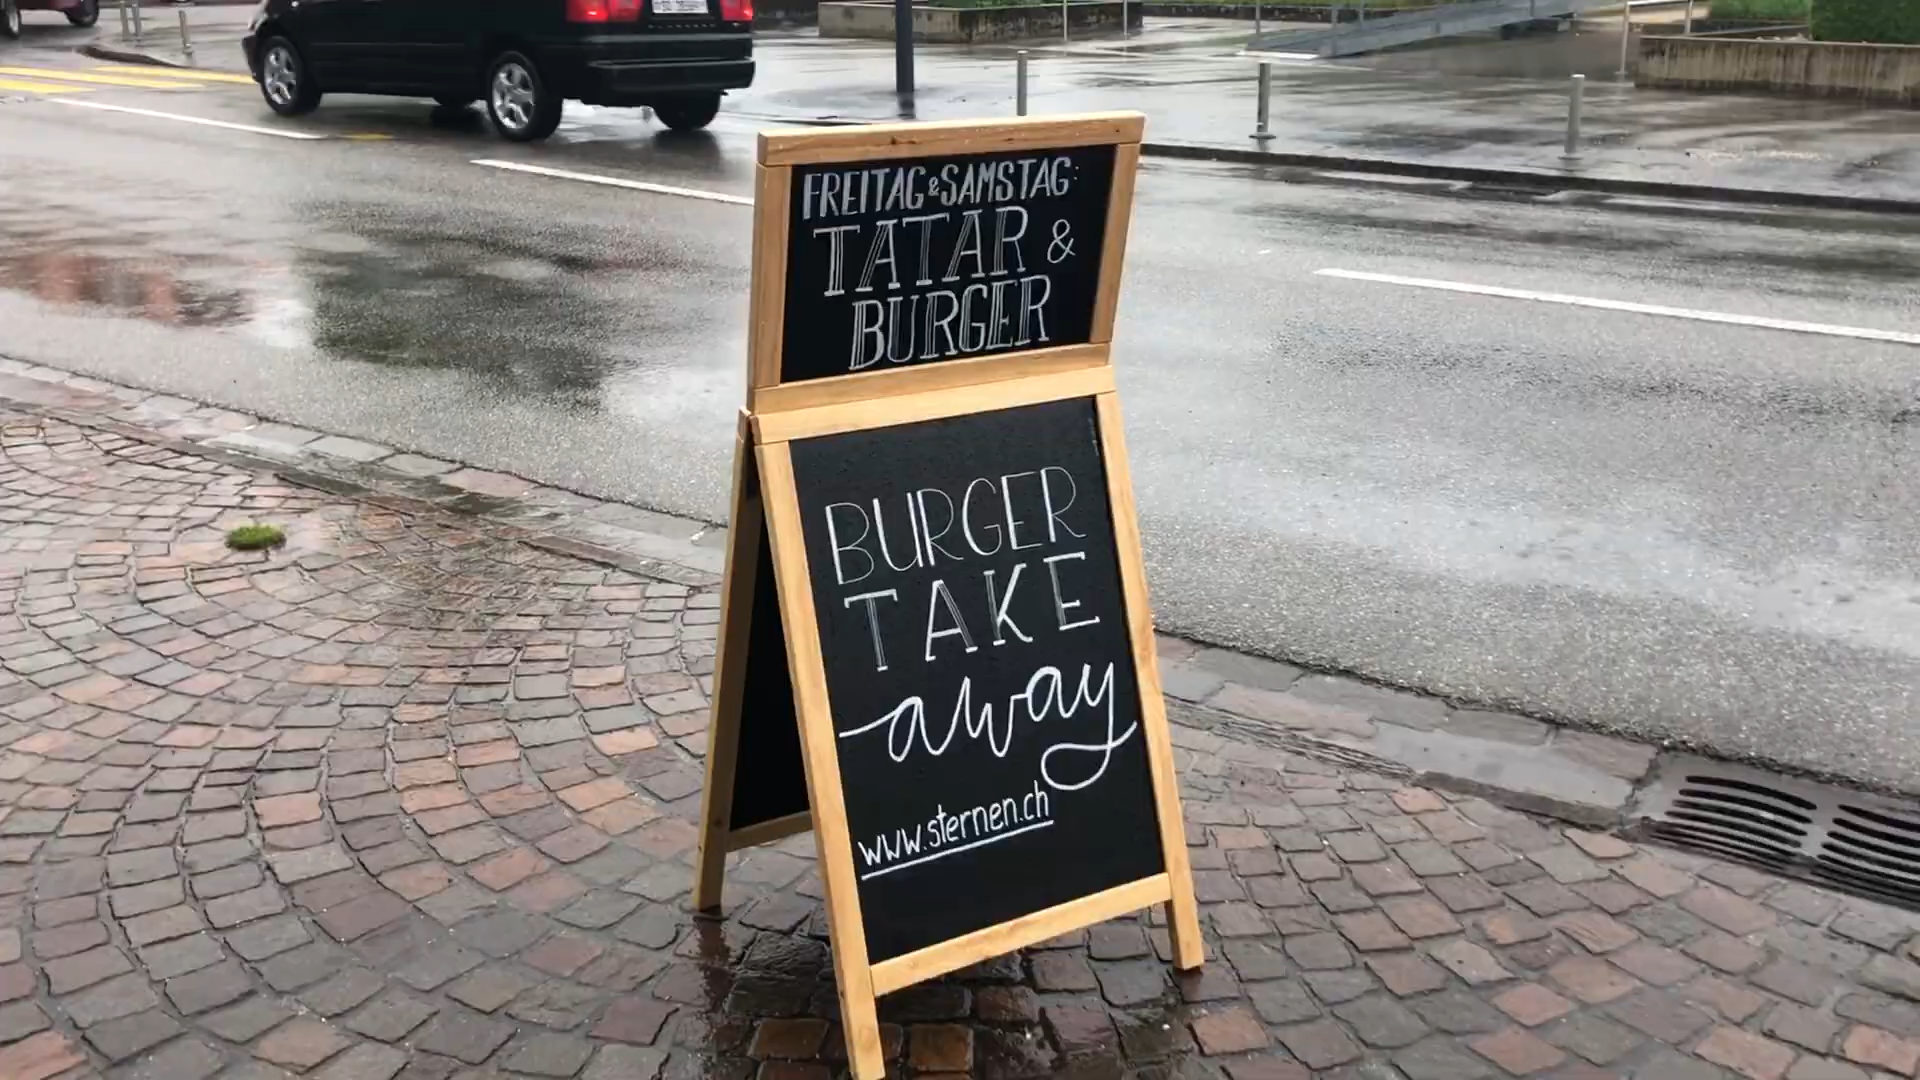 FREITAG & SAMSTAG:
TATAR &
BURGER
BURGER
TAKE
away
www.sternen.ch